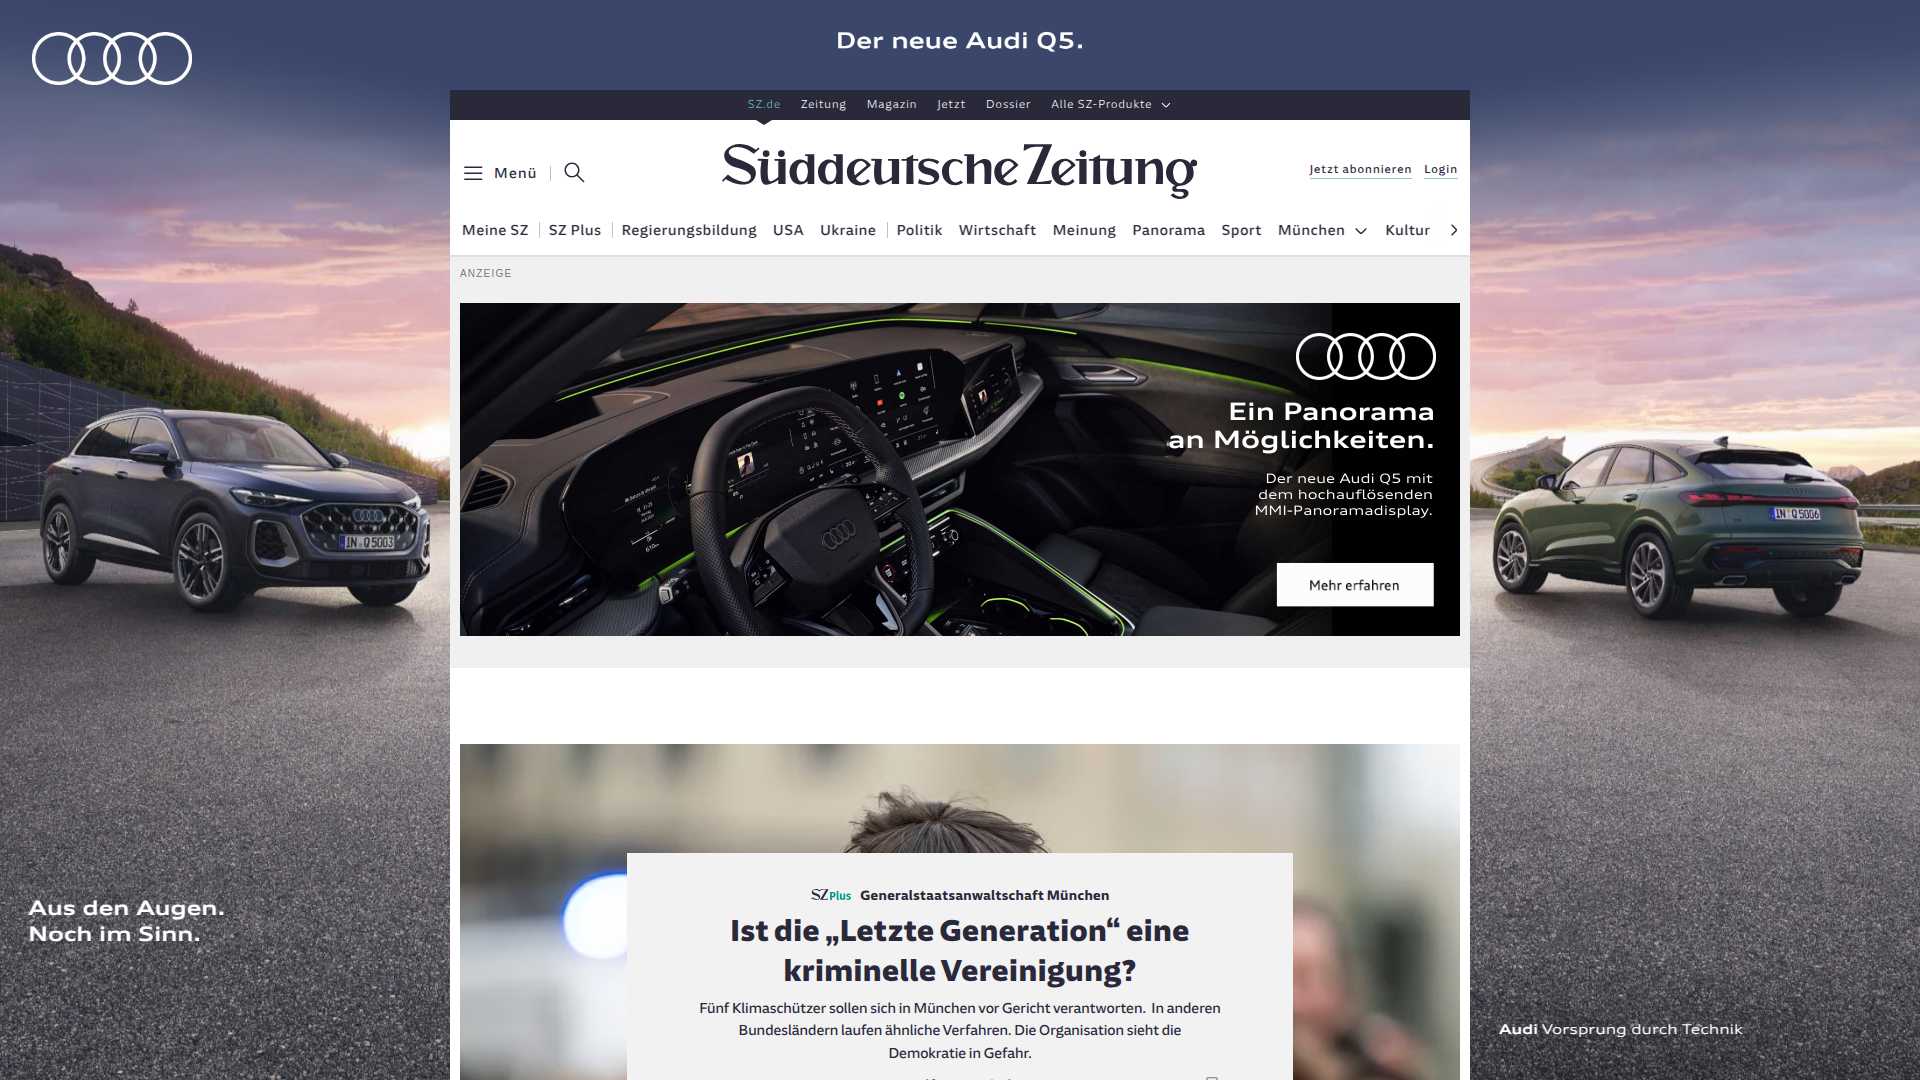 Der neue Audi Q5.
SZ.de Zeitung Magazin Jetzt Dossier Alle SZ-Produkte
Menü
Süddeutsche Zeitung
Jetzt abonnieren Login
Meine SZ SZ Plus Regierungsbildung USA Ukraine Politik Wirtschaft Meinung Panorama Sport München Kultur
ANZEIGE
Ein Panorama
an Möglichkeiten.
Der neue Audi Q5 mit
dem hochauflösenden
MMI-Panoramadisplay.
Mehr erfahren
IN Q 5003
IN Q 5006
SZ Plus Generalstaatsanwaltschaft München
Ist die „Letzte Generation“ eine
kriminelle Vereinigung?
Fünf Klimaschützer sollen sich in München vor Gericht verantworten. In anderen
Bundesländern laufen ähnliche Verfahren. Die Organisation sieht die
Demokratie in Gefahr.
Aus den Augen.
Noch im Sinn.
Audi Vorsprung durch Technik